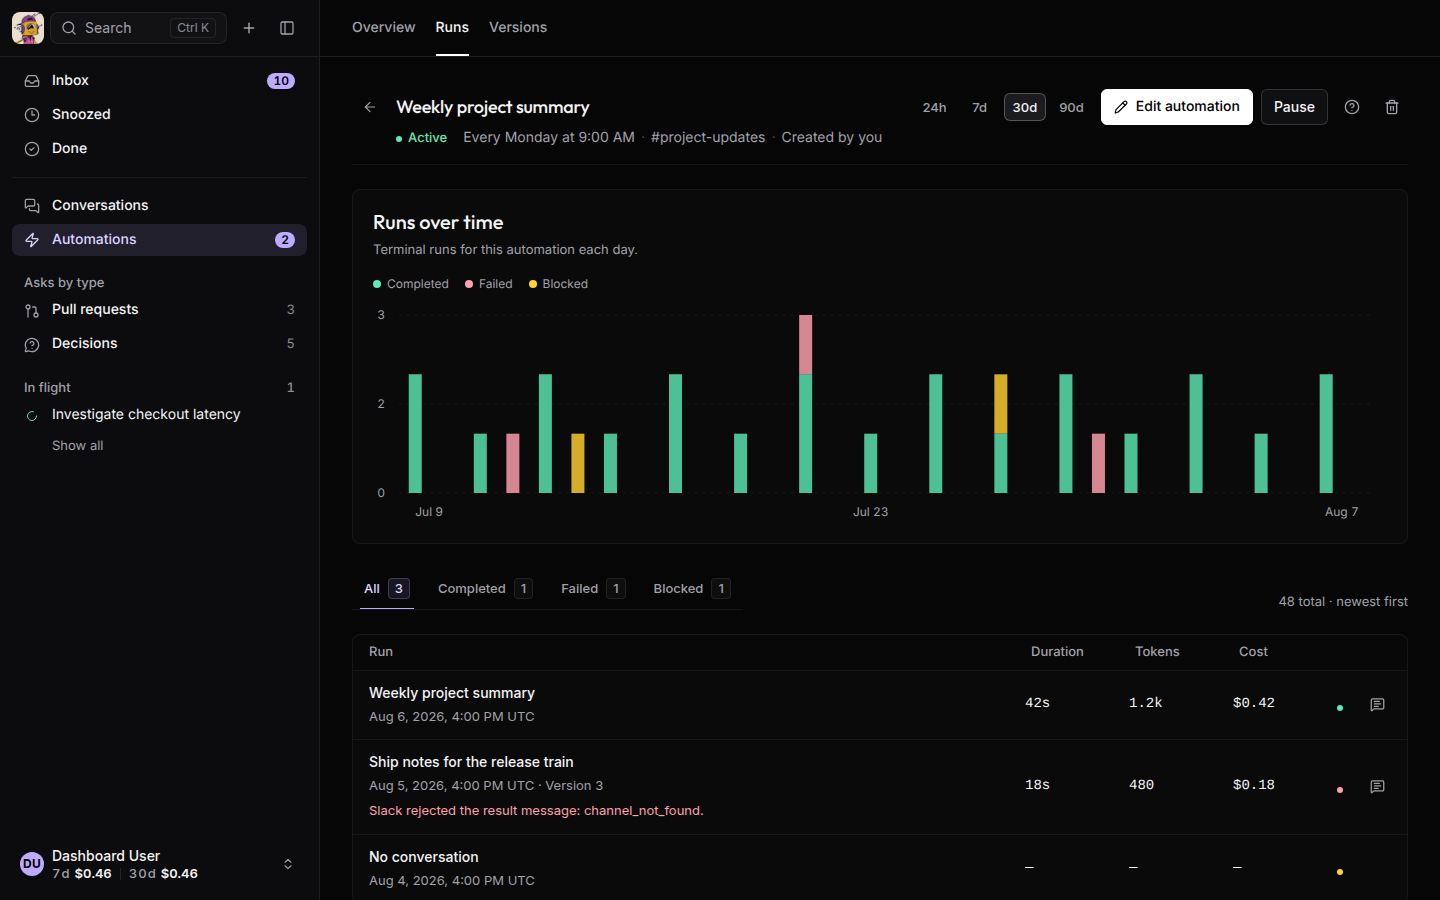 Search
Ctrl K
Inbox
10
Snoozed
Done
Conversations
Automations
2
Asks by type
Pull requests
3
Decisions
5
In flight
1
Investigate checkout latency
Show all
DU
Dashboard User
7d $0.46 | 30d $0.46
Overview
Runs
Versions
Weekly project summary
24h
7d
30d
90d
Edit automation
Pause
Active
Every Monday at 9:00 AM · #project-updates · Created by you
Runs over time
Terminal runs for this automation each day.
Completed
Failed
Blocked
3
2
0
Jul 9
Jul 23
Aug 7
All 3
Completed 1
Failed 1
Blocked 1
48 total · newest first
Run
Duration
Tokens
Cost
Weekly project summary
Aug 6, 2026, 4:00 PM UTC
42s
1.2k
$0.42
Ship notes for the release train
Aug 5, 2026, 4:00 PM UTC · Version 3
Slack rejected the result message: channel_not_found.
18s
480
$0.18
No conversation
Aug 4, 2026, 4:00 PM UTC
—
—
—